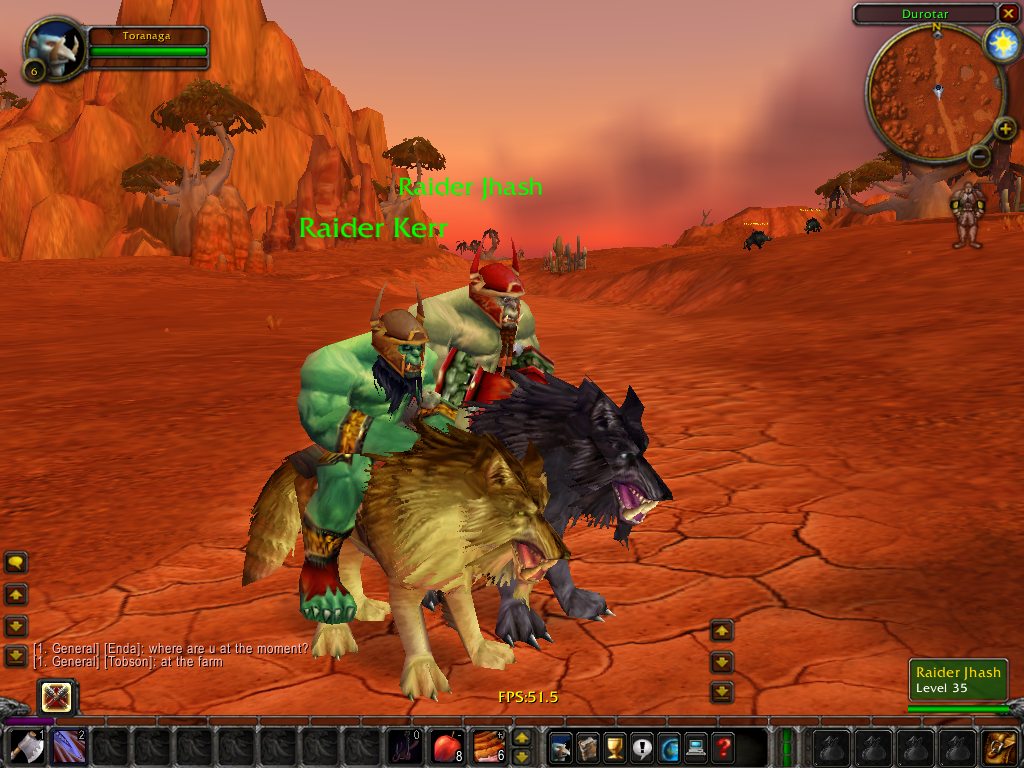 Toranaga
6
Durotar
N
Raider Jhash
Raider Kerr
[1. General] [Enda]: where are u at the moment?
[1. General] [Tobson]: at the farm
FPS:51.5
Raider Jhash
Level 35
1
2
0
-
8
6